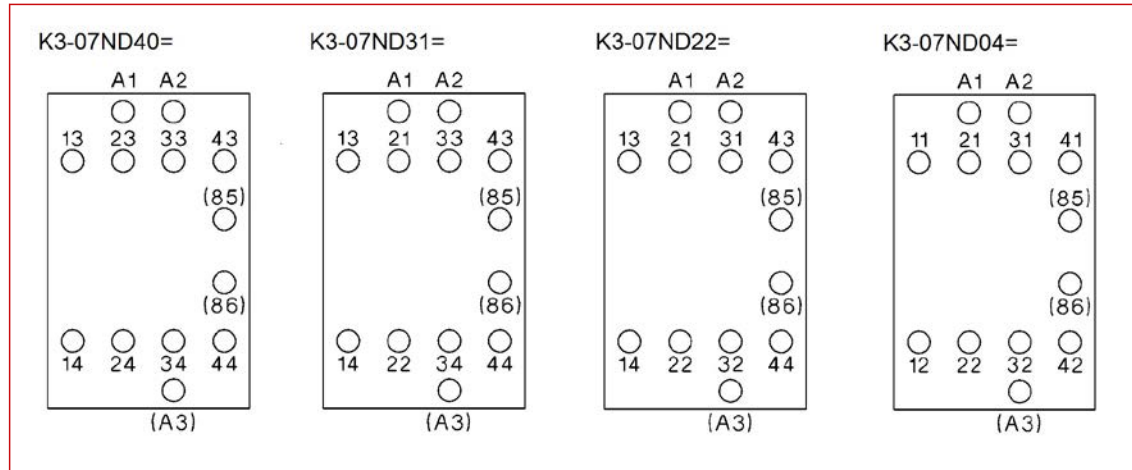 K3-07ND40= K3-07ND31= K3-07ND22= K3-07ND04=
A1 A2 A1 A2 A1 A2 A1 A2
13 23 33 43 13 21 33 43 13 21 31 43 11 21 31 41
(85) (85) (85) (85)
(86) (86) (86) (86)
14 24 34 44 14 22 34 44 14 22 32 44 12 22 32 42
(A3) (A3) (A3) (A3)